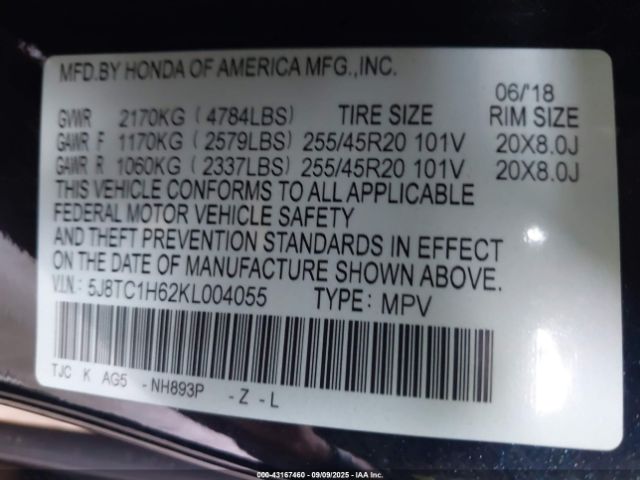 MFD.BY HONDA OF AMERICA MFG.,INC.
06/'18
GVWR 2170KG ( 4784LBS) TIRE SIZE RIM SIZE
GAWR F 1170KG ( 2579LBS) 255/45R20 101V 20X8.0J
GAWR R 1060KG ( 2337LBS) 255/45R20 101V 20X8.0J
THIS VEHICLE CONFORMS TO ALL APPLICABLE
FEDERAL MOTOR VEHICLE SAFETY
AND THEFT PREVENTION STANDARDS IN EFFECT
ON THE DATE OF MANUFACTURE SHOWN ABOVE.
V.I.N.: 5J8TC1H62KL004055 TYPE: MPV
TJC K AG5 - NH893P - Z - L
000-43167460 - 09/09/2025 - IAA Inc.